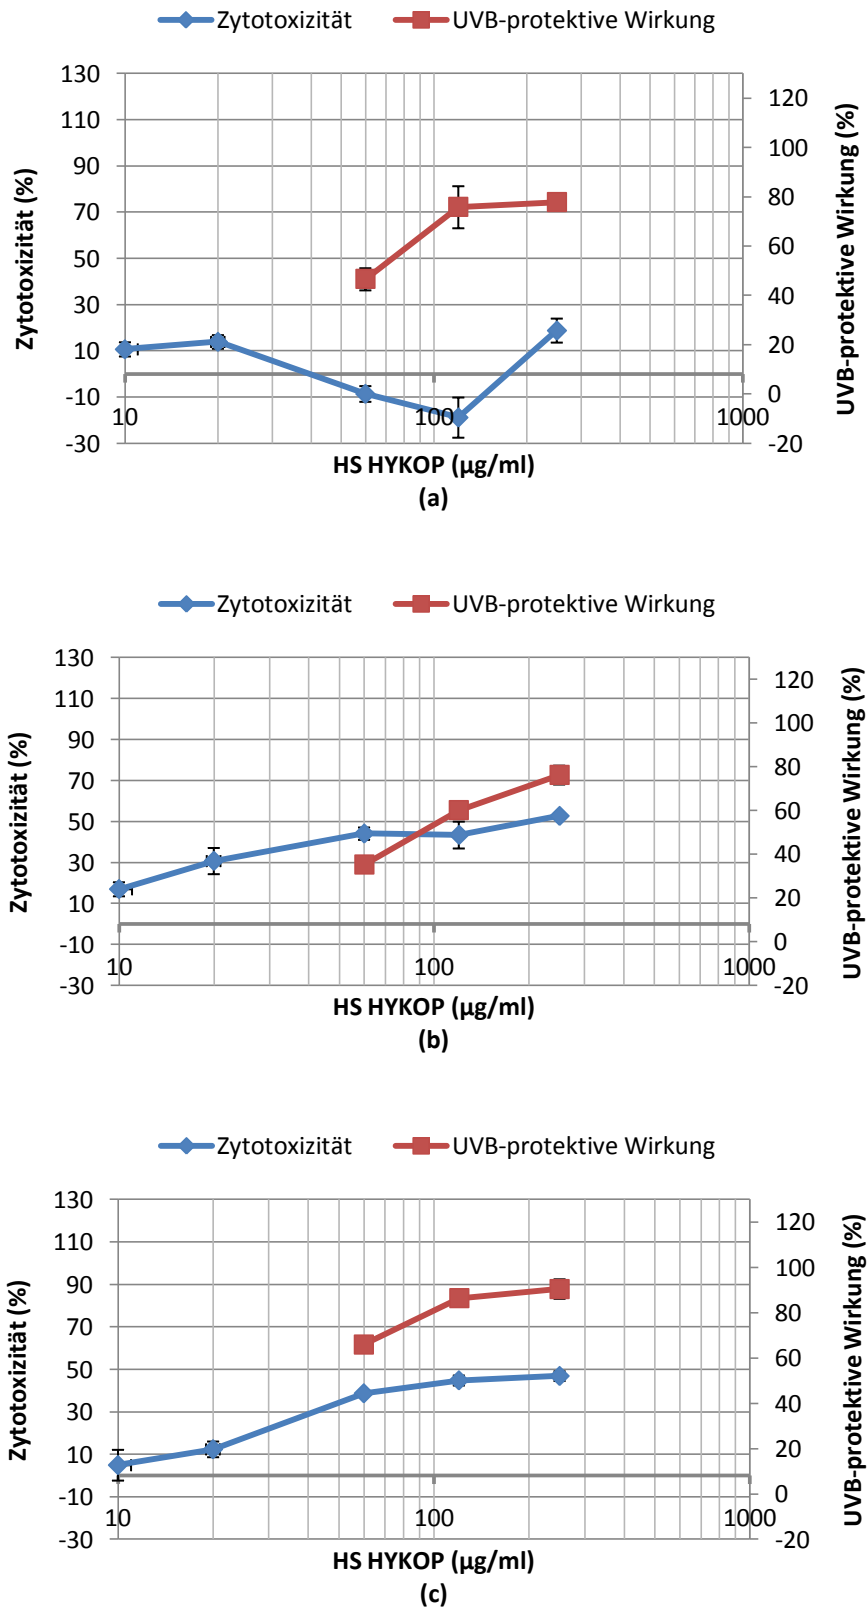 Zytotoxizität UVB-protektive Wirkung
130
110
90
70
50
30
10
-10
-30
Zytotoxizität (%)
120
100
80
60
40
20
0
-20
UVB-protektive Wirkung (%)
10 100 1000
HS HYKOP (µg/ml)
(a)
Zytotoxizität UVB-protektive Wirkung
130
110
90
70
50
30
10
-10
-30
Zytotoxizität (%)
120
100
80
60
40
20
0
-20
UVB-protektive Wirkung (%)
10 100 1000
HS HYKOP (µg/ml)
(b)
Zytotoxizität UVB-protektive Wirkung
130
110
90
70
50
30
10
-10
-30
Zytotoxizität (%)
120
100
80
60
40
20
0
-20
UVB-protektive Wirkung (%)
10 100 1000
HS HYKOP (µg/ml)
(c)